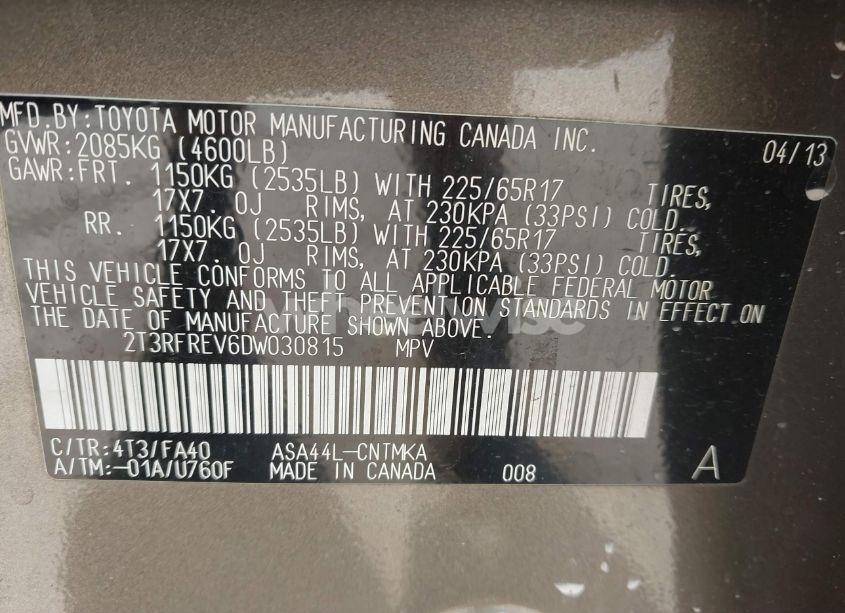 MFD.BY:TOYOTA MOTOR MANUFACTURING CANADA INC.
GVWR:2085KG (4600LB) 04/13
GAWR:FRT. 1150KG (2535LB) WITH 225/65R17 TIRES,
17X7.0J RIMS, AT 230KPA (33PSI) COLD.
RR. 1150KG (2535LB) WITH 225/65R17 TIRES,
17X7.0J RIMS, AT 230KPA (33PSI) COLD.
THIS VEHICLE CONFORMS TO ALL APPLICABLE FEDERAL MOTOR
VEHICLE SAFETY AND THEFT PREVENTION STANDARDS IN EFFECT ON
THE DATE OF MANUFACTURE SHOWN ABOVE.
2T3RFREV6DW030815 MPV
C/TR:4T3/FA40 ASA44L-CNTMKA
A/TM:-01A/U760F MADE IN CANADA 008 A